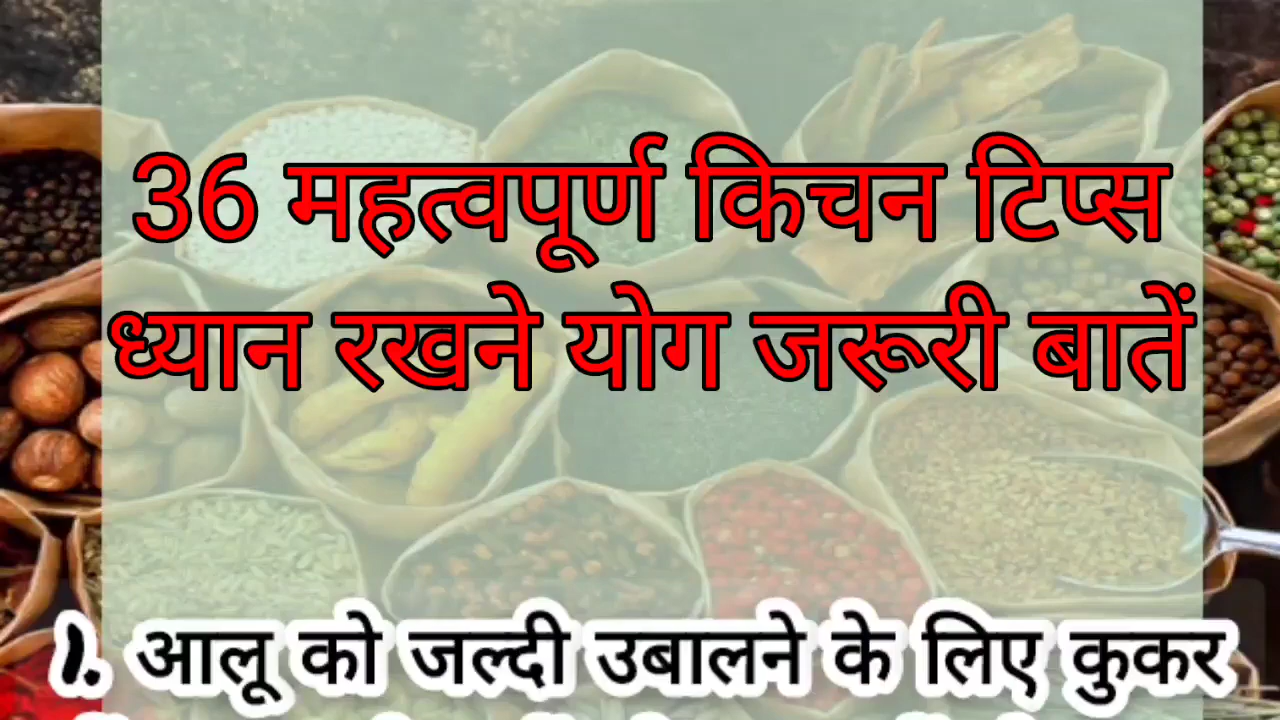 36 महत्वपूर्ण किचन टिप्स
ध्यान रखने योग जरूरी बातें
1. आलू को जल्दी उबालने के लिए कुकर